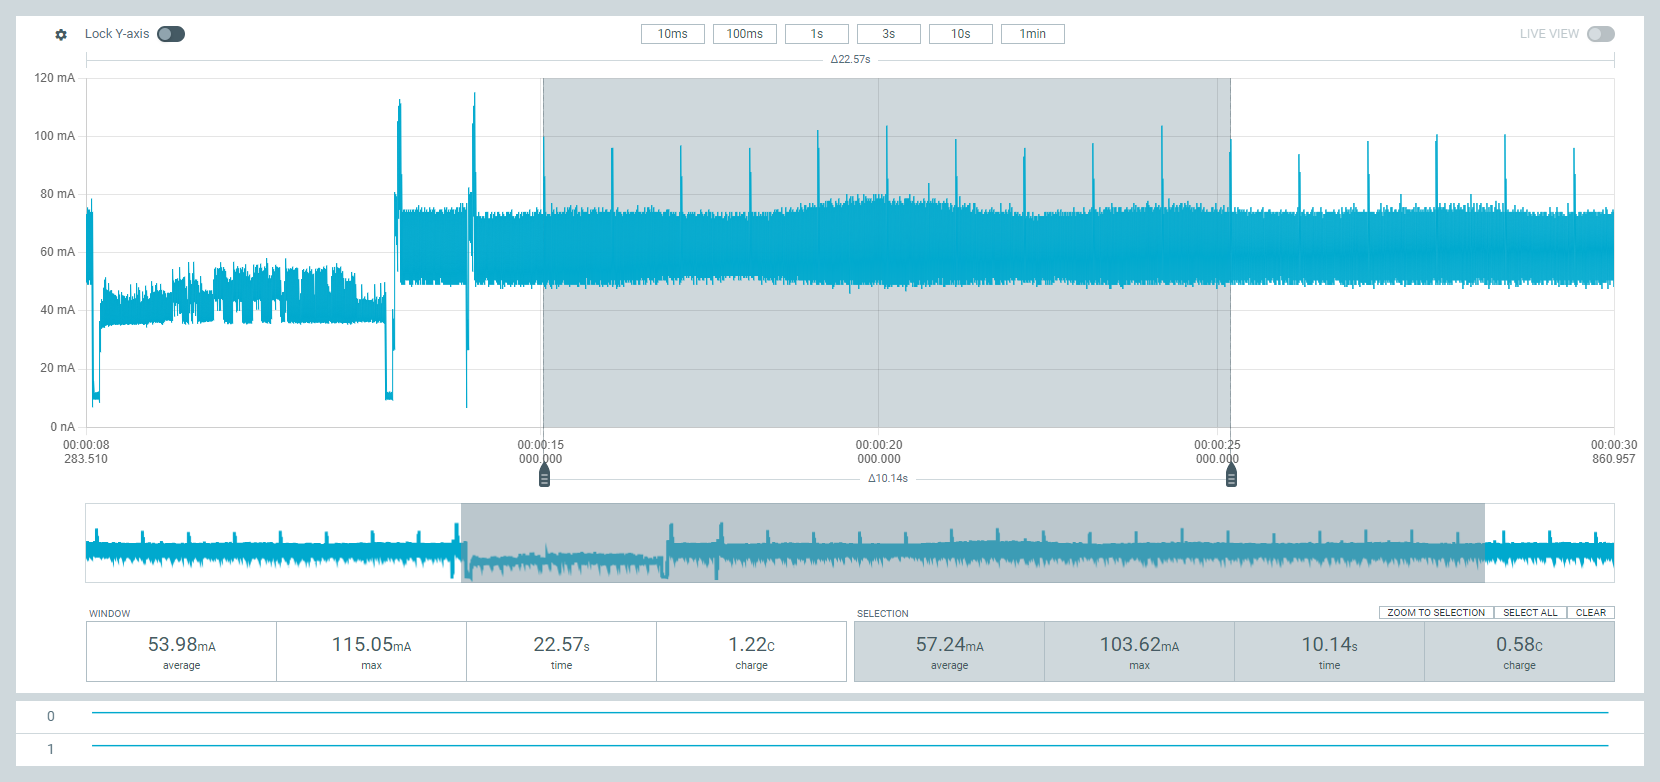 Lock Y-axis 10ms 100ms 1s 3s 10s 1min LIVE VIEW
Δ22.57s
120 mA
100 mA
80 mA
60 mA
40 mA
20 mA
0 nA
00:00:08 00:00:15 00:00:20 00:00:25 00:00:30
283.510 000.000 000.000 000.000 860.957
Δ10.14s
WINDOW SELECTION ZOOM TO SELECTION SELECT ALL CLEAR
53.98mA 115.05mA 22.57s 1.22C 57.24mA 103.62mA 10.14s 0.58C
average max time charge average max time charge
0
1